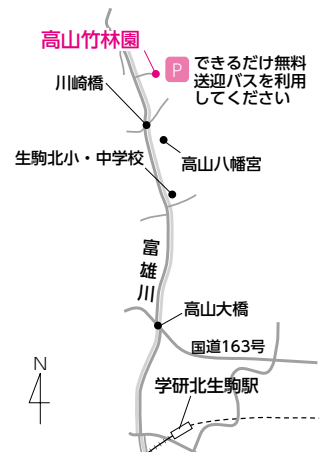 高山竹林園
P
できるだけ無料
送迎バスを利用
してください
川崎橋
高山八幡宮
生駒北小・中学校
富雄川
高山大橋
国道163号
N
学研北生駒駅